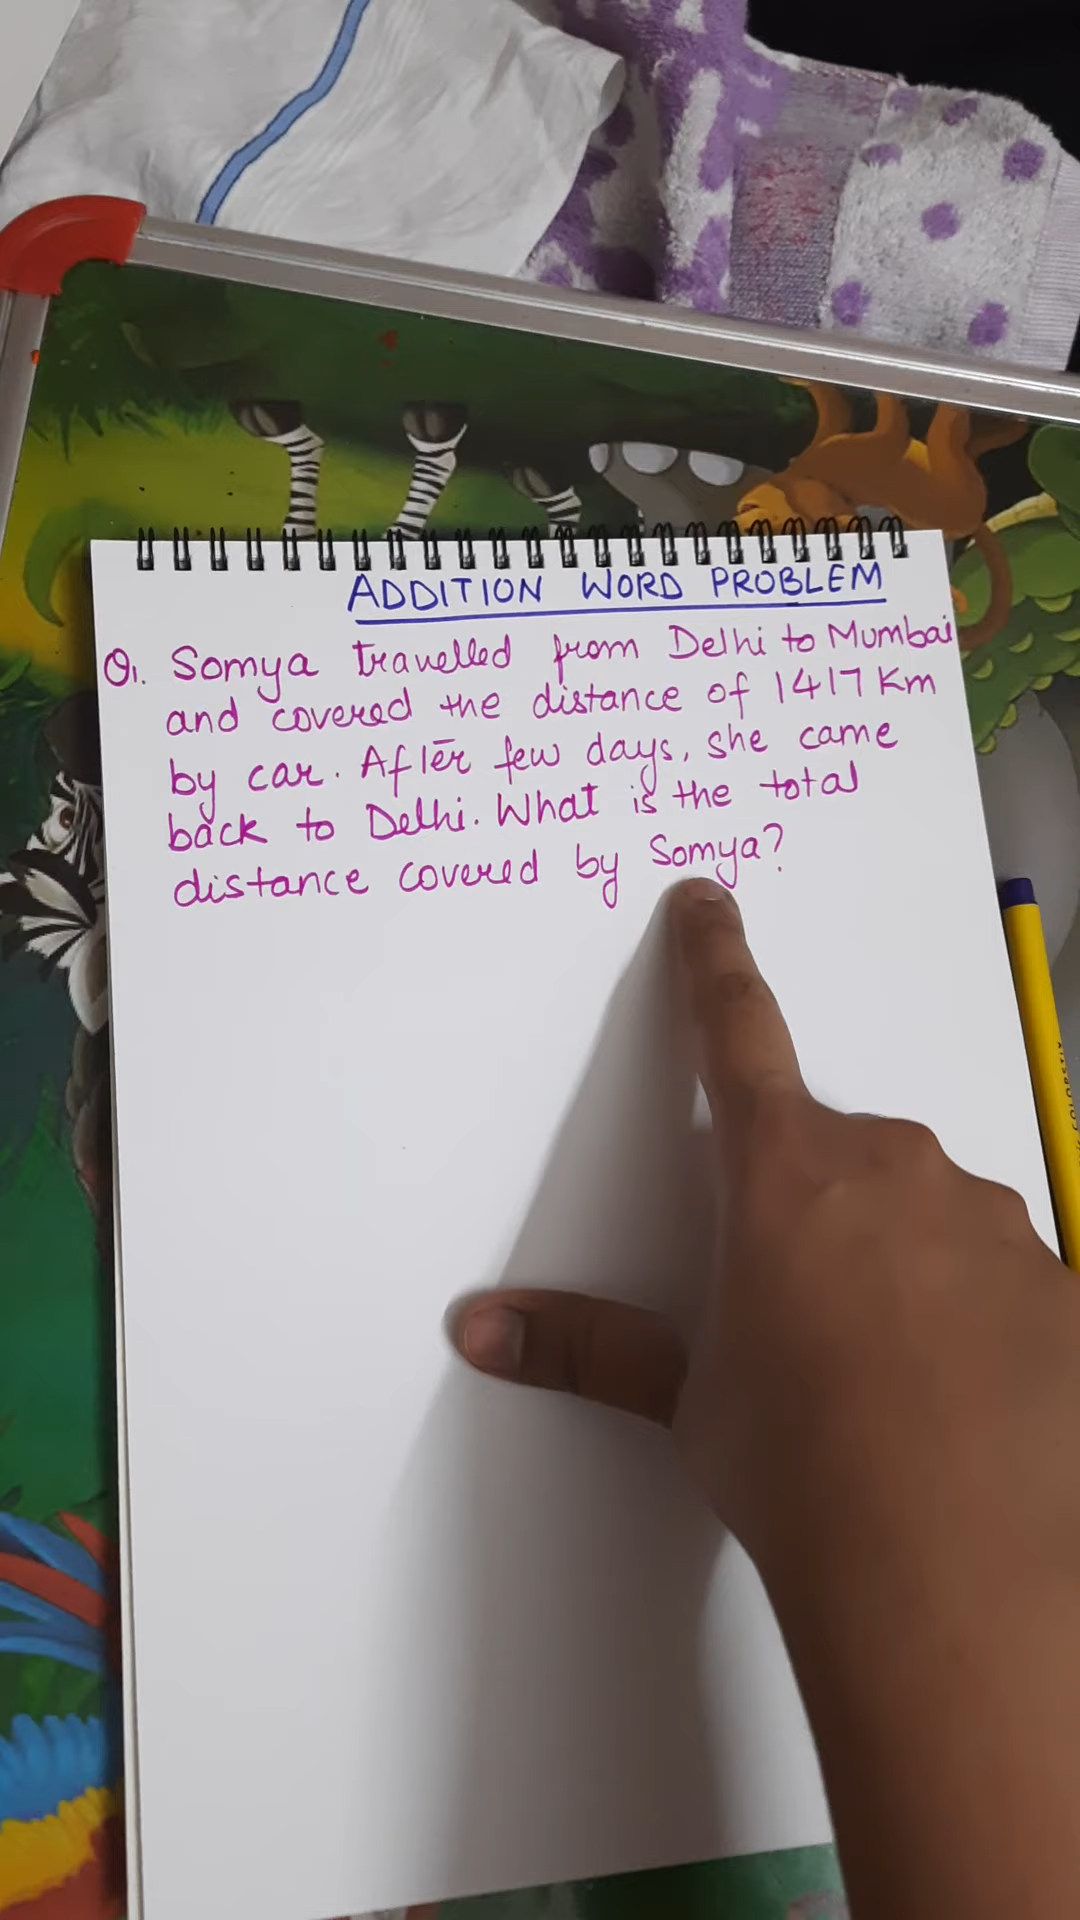 ADDITION WORD PROBLEM
Q1. Somya travelled from Delhi to Mumbai
and covered the distance of 1417 Km
by car. After few days, she came
back to Delhi. What is the total
distance covered by Somya?